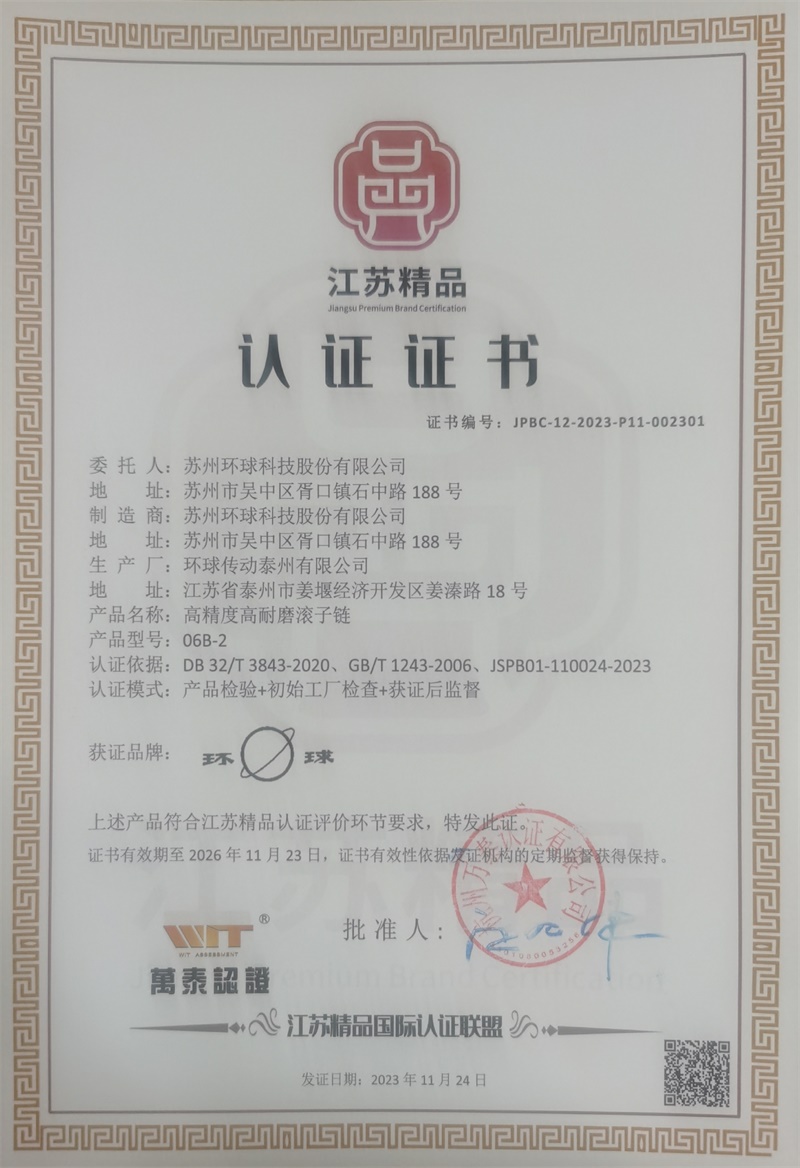 江苏精品
Jiangsu Premium Brand Certification
认证证书
证书编号：JPBC-12-2023-P11-002301
委托人：苏州环球科技股份有限公司
地址：苏州市吴中区胥口镇石中路 188 号
制造商：苏州环球科技股份有限公司
地址：苏州市吴中区胥口镇石中路 188 号
生产厂：环球传动泰州有限公司
地址：江苏省泰州市姜堰经济开发区姜溱路 18 号
产品名称：高精度高耐磨滚子链
产品型号：06B-2
认证依据：DB 32/T 3843-2020、GB/T 1243-2006、JSPB01-110024-2023
认证模式：产品检验+初始工厂检查+获证后监督
获证品牌：环球
上述产品符合江苏精品认证评价环节要求，特发此证。
证书有效期至 2026 年 11 月 23 日，证书有效性依据发证机构的定期监督获得保持。
杭州万泰认证有限公司
WIT®
WIT ASSESSMENT
萬泰認證
批准人：
江苏精品国际认证联盟
发证日期：2023 年 11 月 24 日